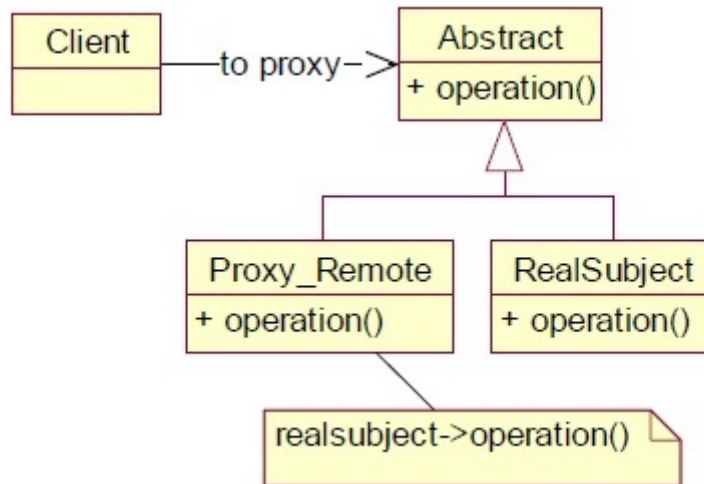 Client
to proxy
Abstract
+ operation()
Proxy_Remote
+ operation()
RealSubject
+ operation()
realsubject->operation()